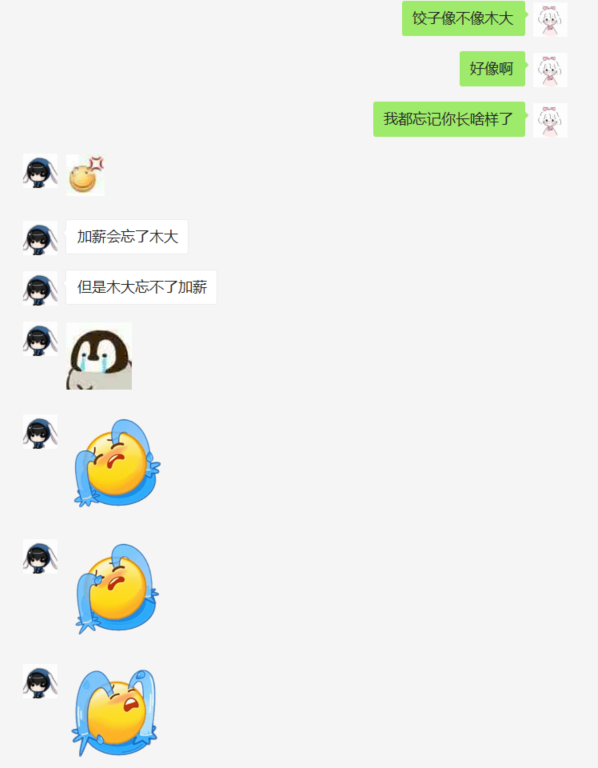 饺子像不像木大
好像啊
我都忘记你长啥样了
加薪会忘了木大
但是木大忘不了加薪